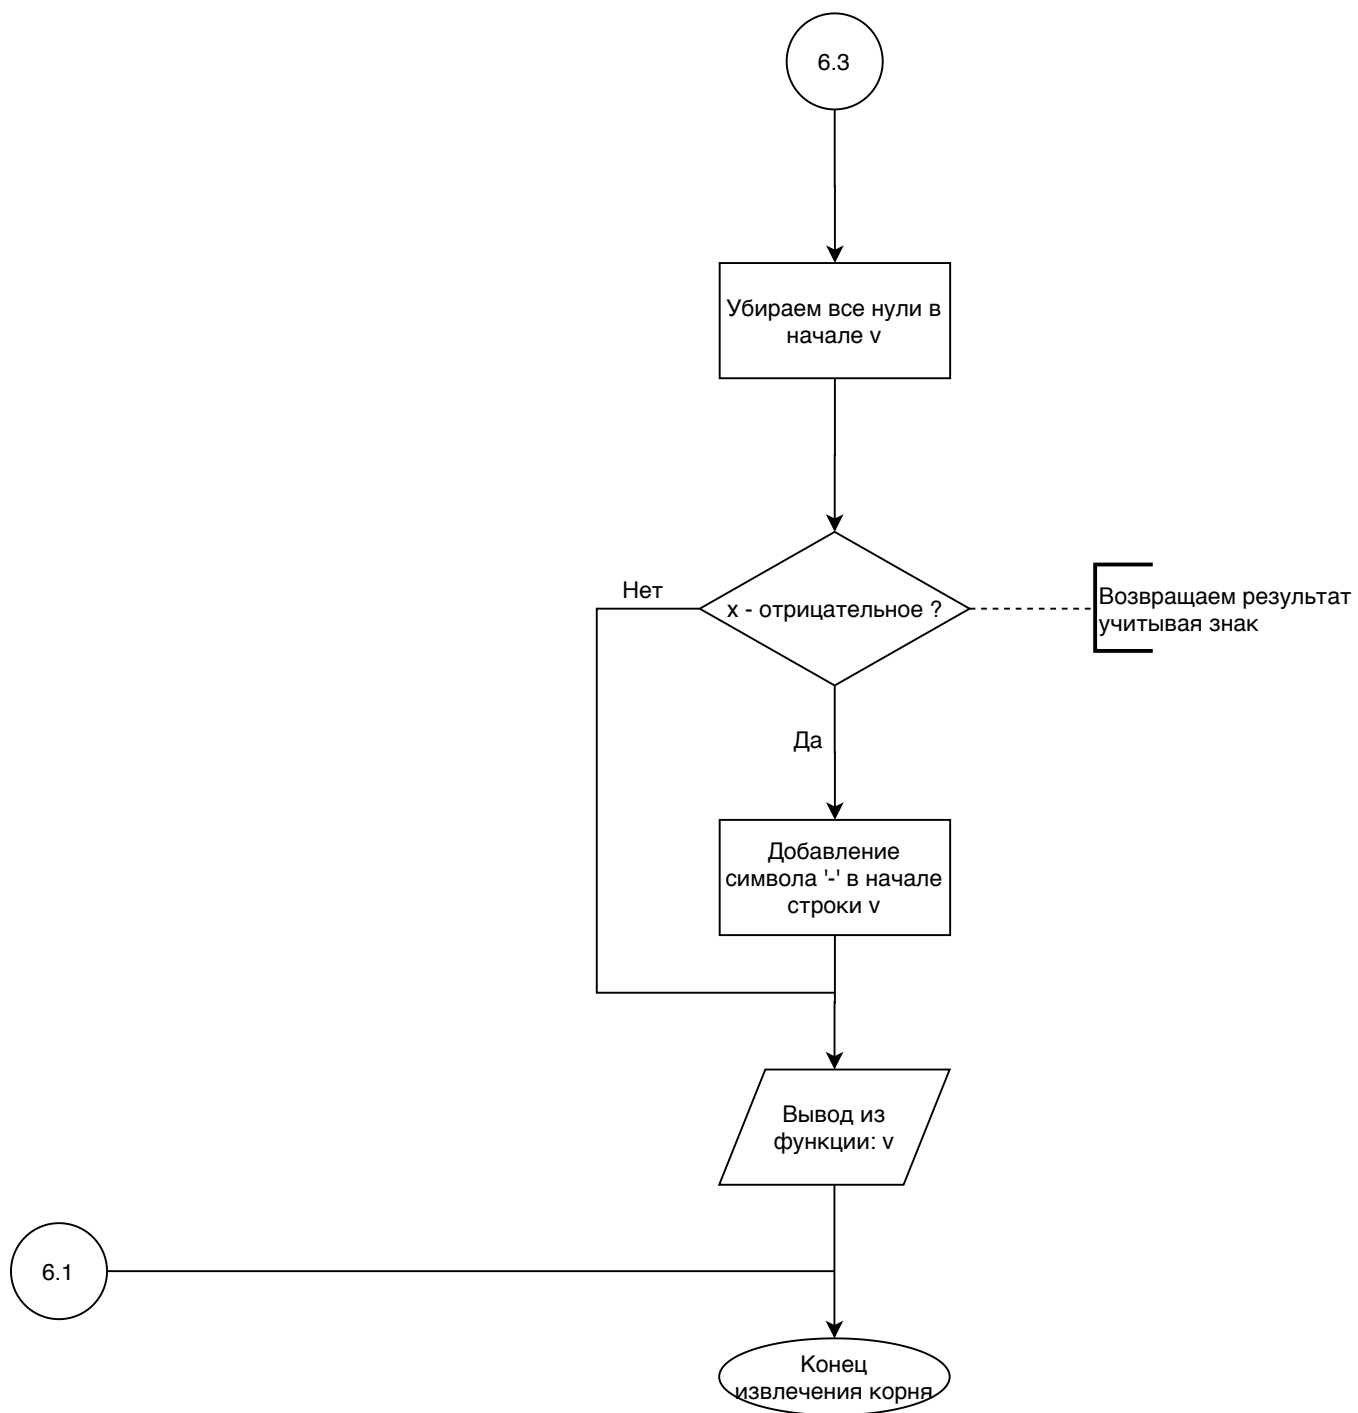 6.3
Убираем все нули в
начале v
Нет
x - отрицательное ?
Возвращаем результат
учитывая знак
Да
Добавление
символа '-' в начале
строки v
Вывод из
функции: v
6.1
Конец
извлечения корня